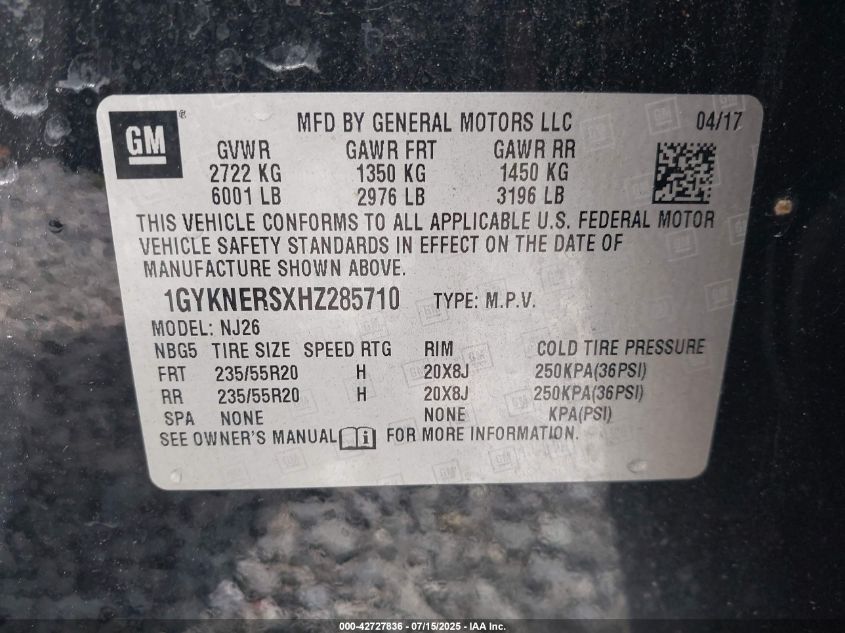 GM ®
MFD BY GENERAL MOTORS LLC 04/17
GVWR GAWR FRT GAWR RR
2722 KG 1350 KG 1450 KG
6001 LB 2976 LB 3196 LB
THIS VEHICLE CONFORMS TO ALL APPLICABLE U.S. FEDERAL MOTOR
VEHICLE SAFETY STANDARDS IN EFFECT ON THE DATE OF
MANUFACTURE SHOWN ABOVE.
1GYKNERSXHZ285710 TYPE: M.P.V.
MODEL: NJ26
NBG5 TIRE SIZE SPEED RTG RIM COLD TIRE PRESSURE
FRT 235/55R20 H 20X8J 250KPA(36PSI)
RR 235/55R20 H 20X8J 250KPA(36PSI)
SPA NONE NONE KPA(PSI)
SEE OWNER'S MANUAL FOR MORE INFORMATION.
000-42727836 - 07/15/2025 - IAA Inc.